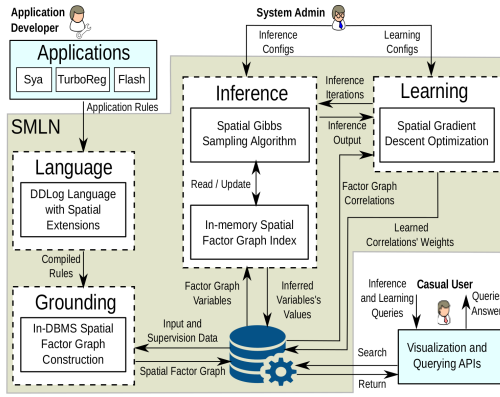 Application
Developer
System Admin
Applications
Sya
TurboReg
Flash
Inference
Configs
Learning
Configs
Application Rules
SMLN
Inference
Spatial Gibbs
Sampling Algorithm
Read / Update
In-memory Spatial
Factor Graph Index
Inference
Iterations
Inference
Output
Learning
Spatial Gradient
Descent Optimization
Factor Graph
Correlations
Learned
Correlations' Weights
Language
DDLog Language
with Spatial
Extensions
Compiled
Rules
Grounding
In-DBMS Spatial
Factor Graph
Construction
Factor Graph
Variables
Inferred
Variables's
Values
Input and
Supervision Data
Spatial Factor Graph
Inference
and Learning
Queries
Casual User
Querie
Answe
Search
Return
Visualization and
Querying APIs